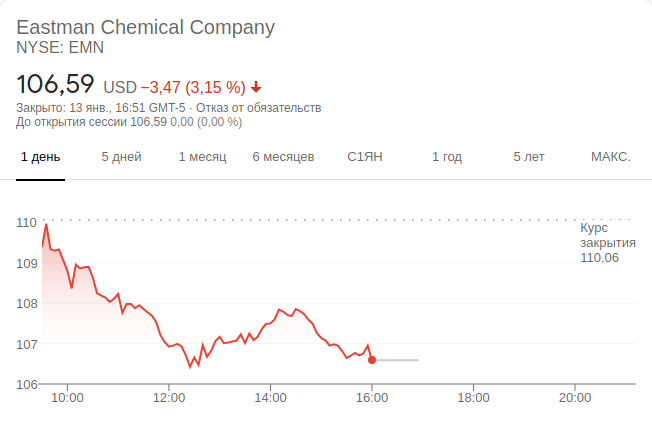 Eastman Chemical Company
NYSE: EMN
106,59 USD −3,47 (3,15 %)
Закрыто: 13 янв., 16:51 GMT-5 · Отказ от обязательств
До открытия сессии 106,59 0,00 (0,00 %)
1 день 5 дней 1 месяц 6 месяцев С1ЯН 1 год 5 лет МАКС.
110
Курс
закрытия
110,06
109
108
107
106
10:00 12:00 14:00 16:00 18:00 20:00